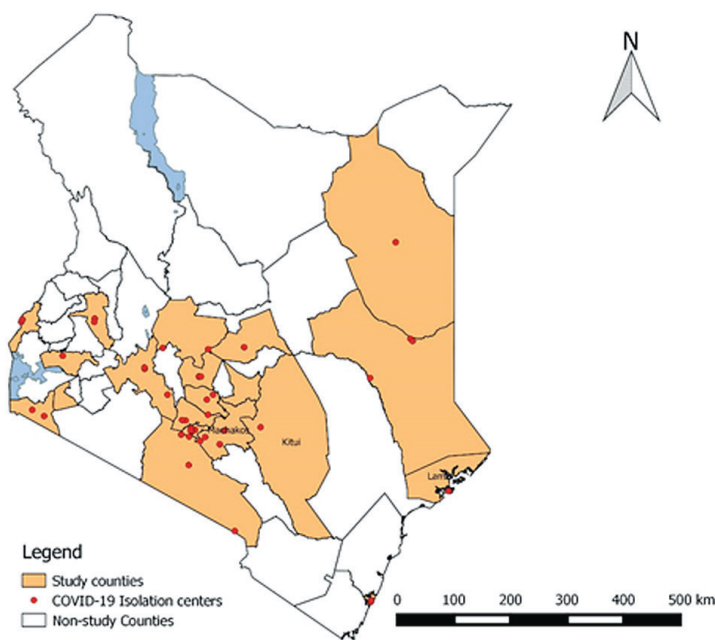 N
Machakos
Kitui
Lamu
Legend
Study counties
COVID-19 Isolation centers
Non-study Counties
0 100 200 300 400 500 km